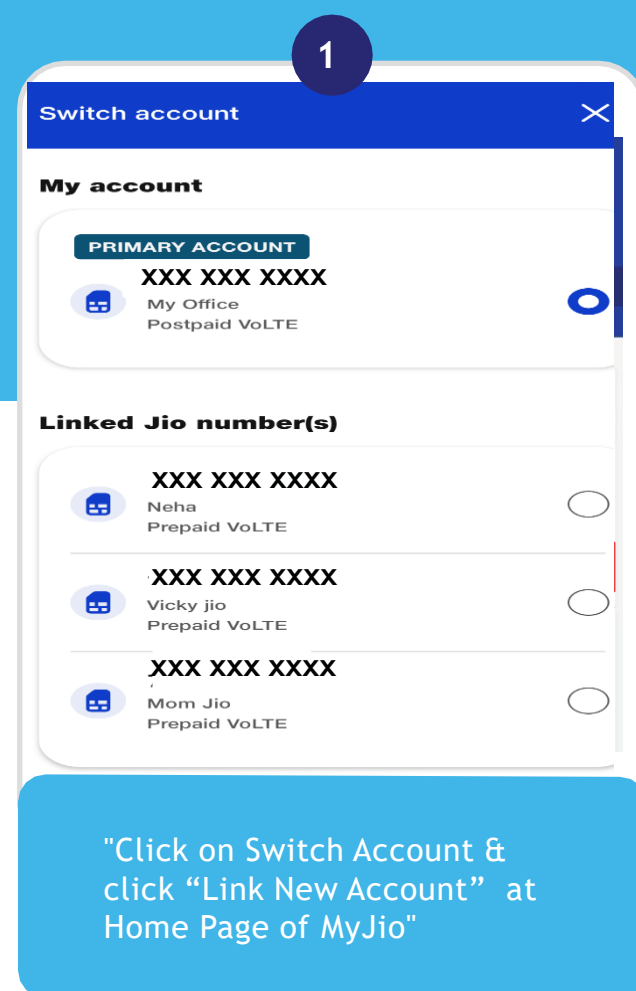 1
Switch account
My account
PRIMARY ACCOUNT
XXX XXX XXXX
My Office
Postpaid VoLTE
Linked Jio number(s)
XXX XXX XXXX
Neha
Prepaid VoLTE
XXX XXX XXXX
Vicky jio
Prepaid VoLTE
XXX XXX XXXX
Mom Jio
Prepaid VoLTE
"Click on Switch Account &
click “Link New Account” at
Home Page of MyJio"